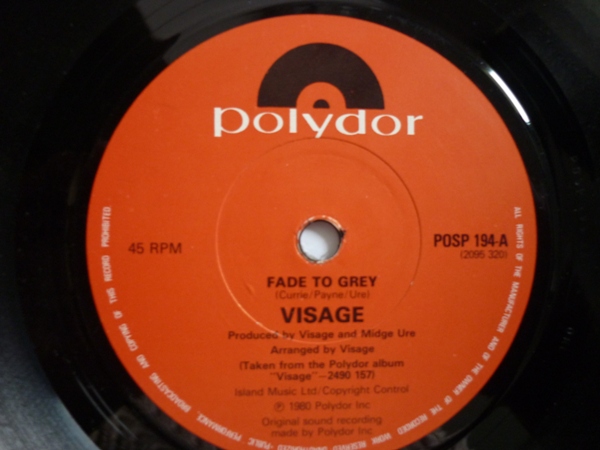 polydor
45 RPM
POSP 194-A
(2095 320)
FADE TO GREY
(Currie/Payne/Ure)
VISAGE
Produced by Visage and Midge Ure
Arranged by Visage
(Taken from the Polydor album
"Visage"—2490 157)
Island Music Ltd/Copyright Control
℗ 1980 Polydor Inc
Original sound recording
made by Polydor Inc
ALL RIGHTS OF THE MANUFACTURER AND OF THE OWNER OF THE RECORDED WORK RESERVED UNAUTHORISED PUBLIC PERFORMANCE, BROADCASTING AND COPYING OF THIS RECORD PROHIBITED